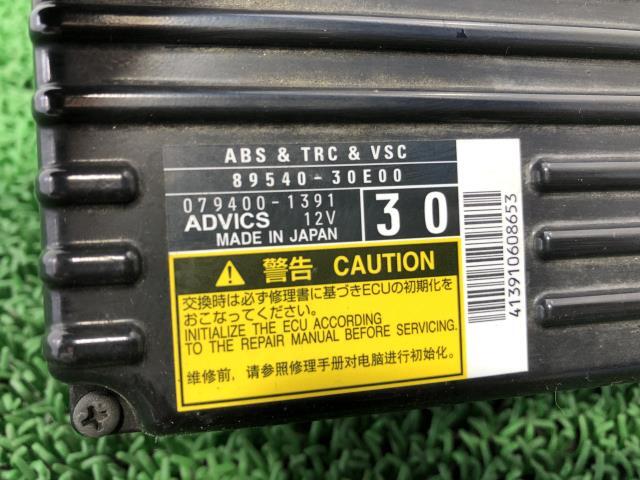 ABS & TRC & VSC
89540-30E00
079400-1391
ADVICS 12V
MADE IN JAPAN
30
警告 CAUTION
交換時は必ず修理書に基づきECUの初期化を
おこなってください。
INITIALIZE THE ECU ACCORDING
TO THE REPAIR MANUAL BEFORE SERVICING.
维修前，请参照修理手册对电脑进行初始化。
413910608653